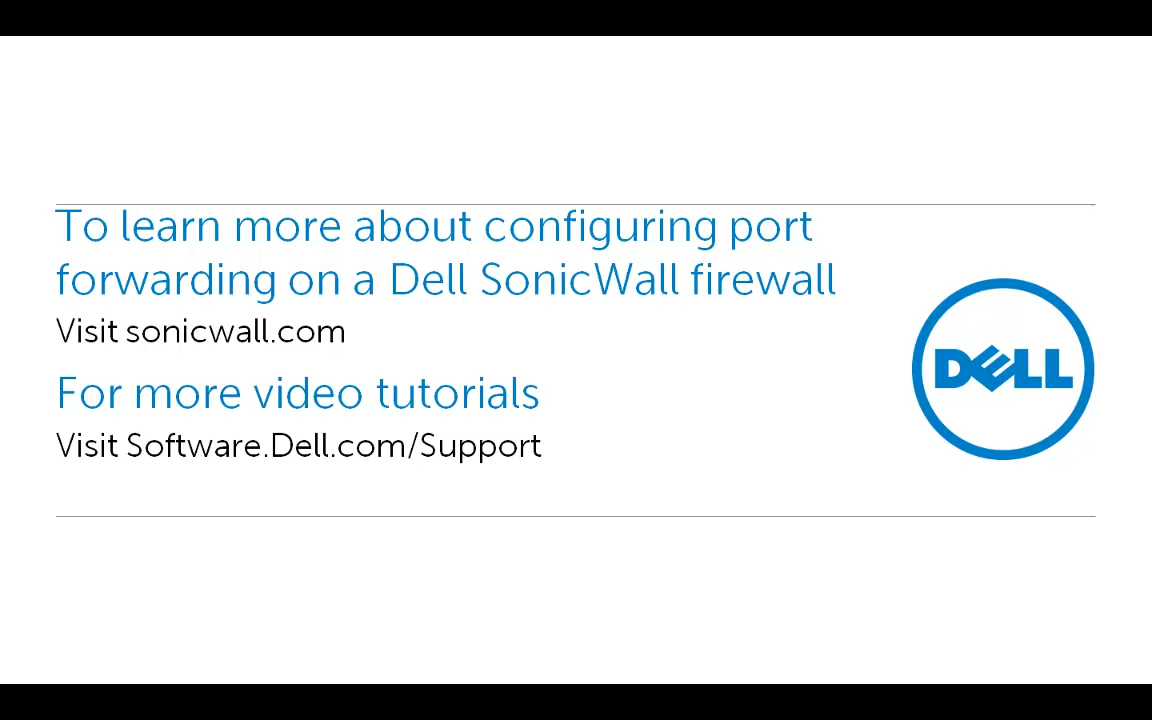 To learn more about configuring port
forwarding on a Dell SonicWall firewall
Visit sonicwall.com
For more video tutorials
Visit Software.Dell.com/Support
DELL